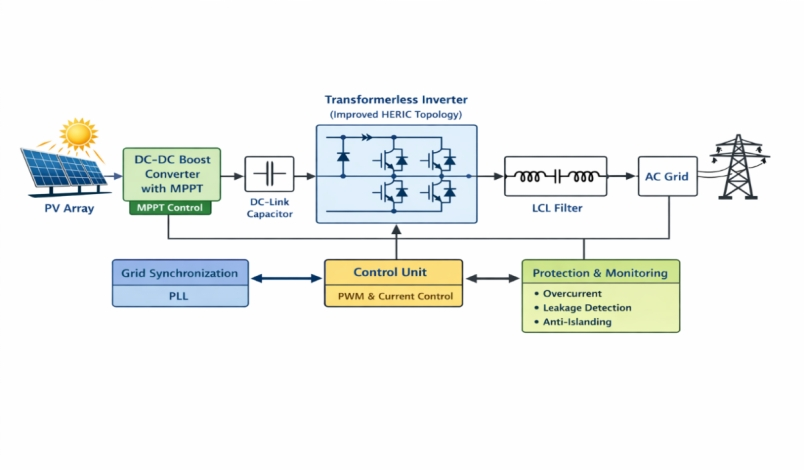 Transformerless Inverter
(Improved HERIC Topology)
DC-DC Boost
Converter
with MPPT
MPPT Control
PV Array
DC-Link
Capacitor
LCL Filter
AC Grid
Grid Synchronization
PLL
Control Unit
PWM & Current Control
Protection & Monitoring
• Overcurrent
• Leakage Detection
• Anti-Islanding